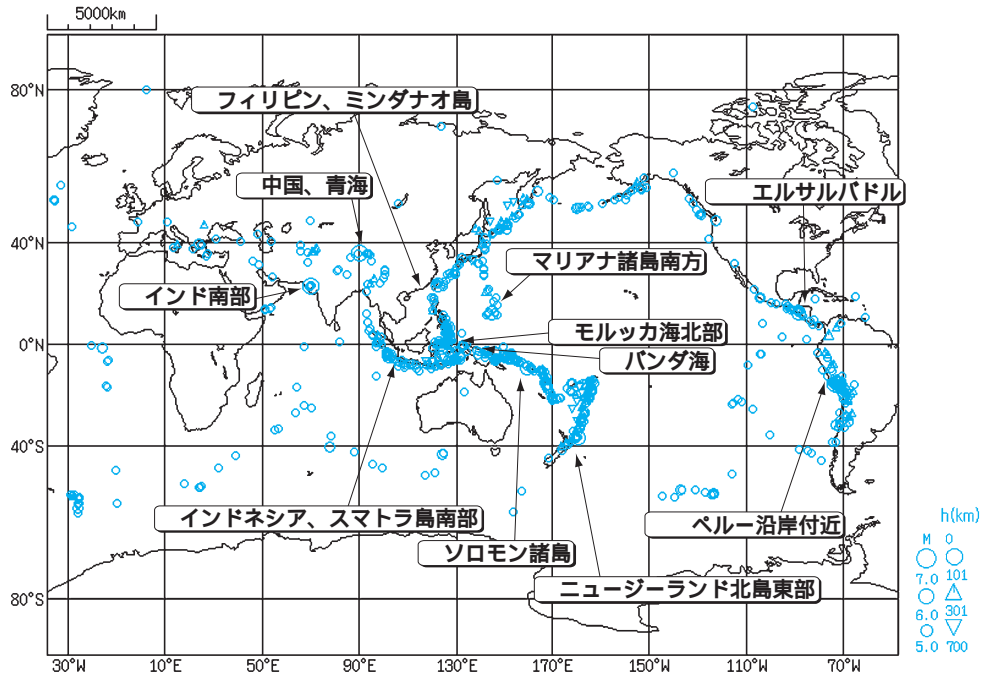 5000km
80°N
フィリピン、ミンダナオ島
中国、青海
エルサルバドル
40°N
マリアナ諸島南方
インド南部
モルッカ海北部
0°N
バンダ海
40°S
インドネシア、スマトラ島南部
ペルー沿岸付近
ソロモン諸島
ニュージーランド北島東部
80°S
h(km)
M 0
7.0 101
6.0 301
5.0 700
30°W 10°E 50°E 90°E 130°E 170°E 150°W 110°W 70°W